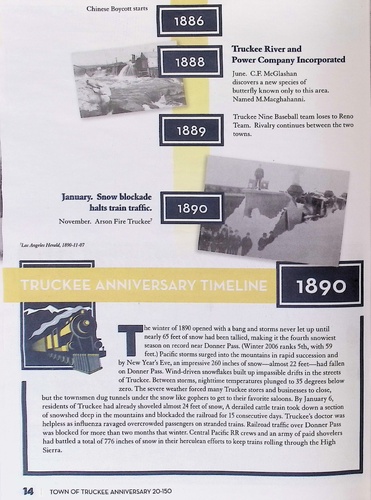 Chinese Boycott starts
1886
1888
Truckee River and
Power Company Incorporated
June. C.F. McGlashan
discovers a new species of
butterfly known only to this area.
Named M.Macghahanni.
1889
Truckee Nine Baseball team loses to Reno
Team. Rivalry continues between the two
towns.
January. Snow blockade
halts train traffic.
1890
November. Arson Fire Truckee
Los Angeles Herald, 1890-11-07
TRUCKEE ANNIVERSARY TIMELINE
1890
The winter of 1890 opened with a bang and storms never let up until
nearly 65 feet of snow had been tallied, making it the fourth snowiest
season on record near Donner Pass. (Winter 2006 ranks 5th, with 59
feet.) Pacific storms surged into the mountains in rapid succession and
by New Year's Eve, an impressive 260 inches of snow—almost 22 feet—had fallen
on Donner Pass. Wind-driven snowflakes built up impassible drifts in the streets
of Truckee. Between storms, nighttime temperatures plunged to 35 degrees below
zero. The severe weather forced many Truckee stores and businesses to close,
but the townsmen dug tunnels under the snow like gophers to get to their favorite saloons. By January 6,
residents of Truckee had already shoveled almost 24 feet of snow, A derailed cattle train took down a section
of snowshed deep in the mountains and blockaded the railroad for 15 consecutive days. Truckee's doctor was
helpless as influenza ravaged overcrowded passengers on stranded trains. Railroad traffic over Donner Pass
was blocked for more than two months that winter. Central Pacific RR crews and an army of paid shovelers
had battled a total of 776 inches of snow in their herculean efforts to keep trains rolling through the High
Sierra.
14 TOWN OF TRUCKEE ANNIVERSARY 20-150